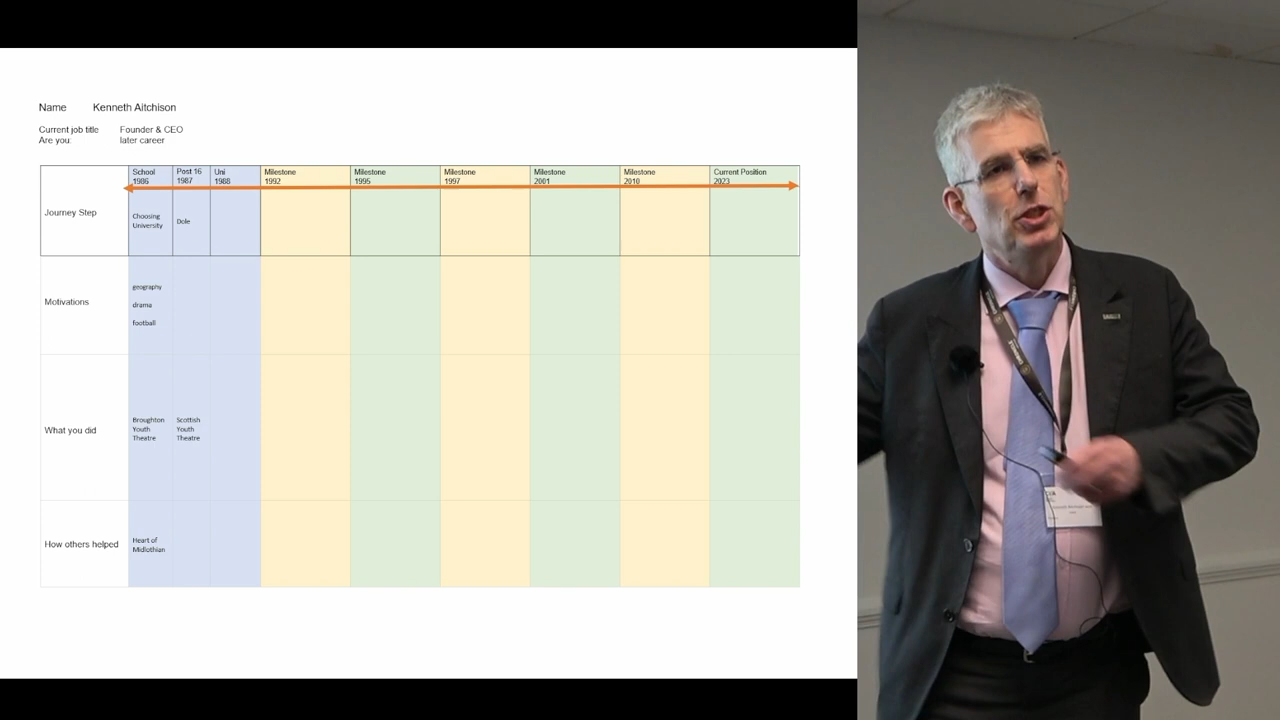 Name Kenneth Aitchison
Current job title Founder & CEO
Are you: later career
School Post 16 Uni Milestone Milestone Milestone Milestone Milestone Current Position
1986 1987 1988 1992 1995 1997 2001 2010 2023
Journey Step
Choosing
University
Dole
Motivations
geography
drama
football
What you did
Broughton
Youth
Theatre
Scottish
Youth
Theatre
How others helped
Heart of
Midlothian